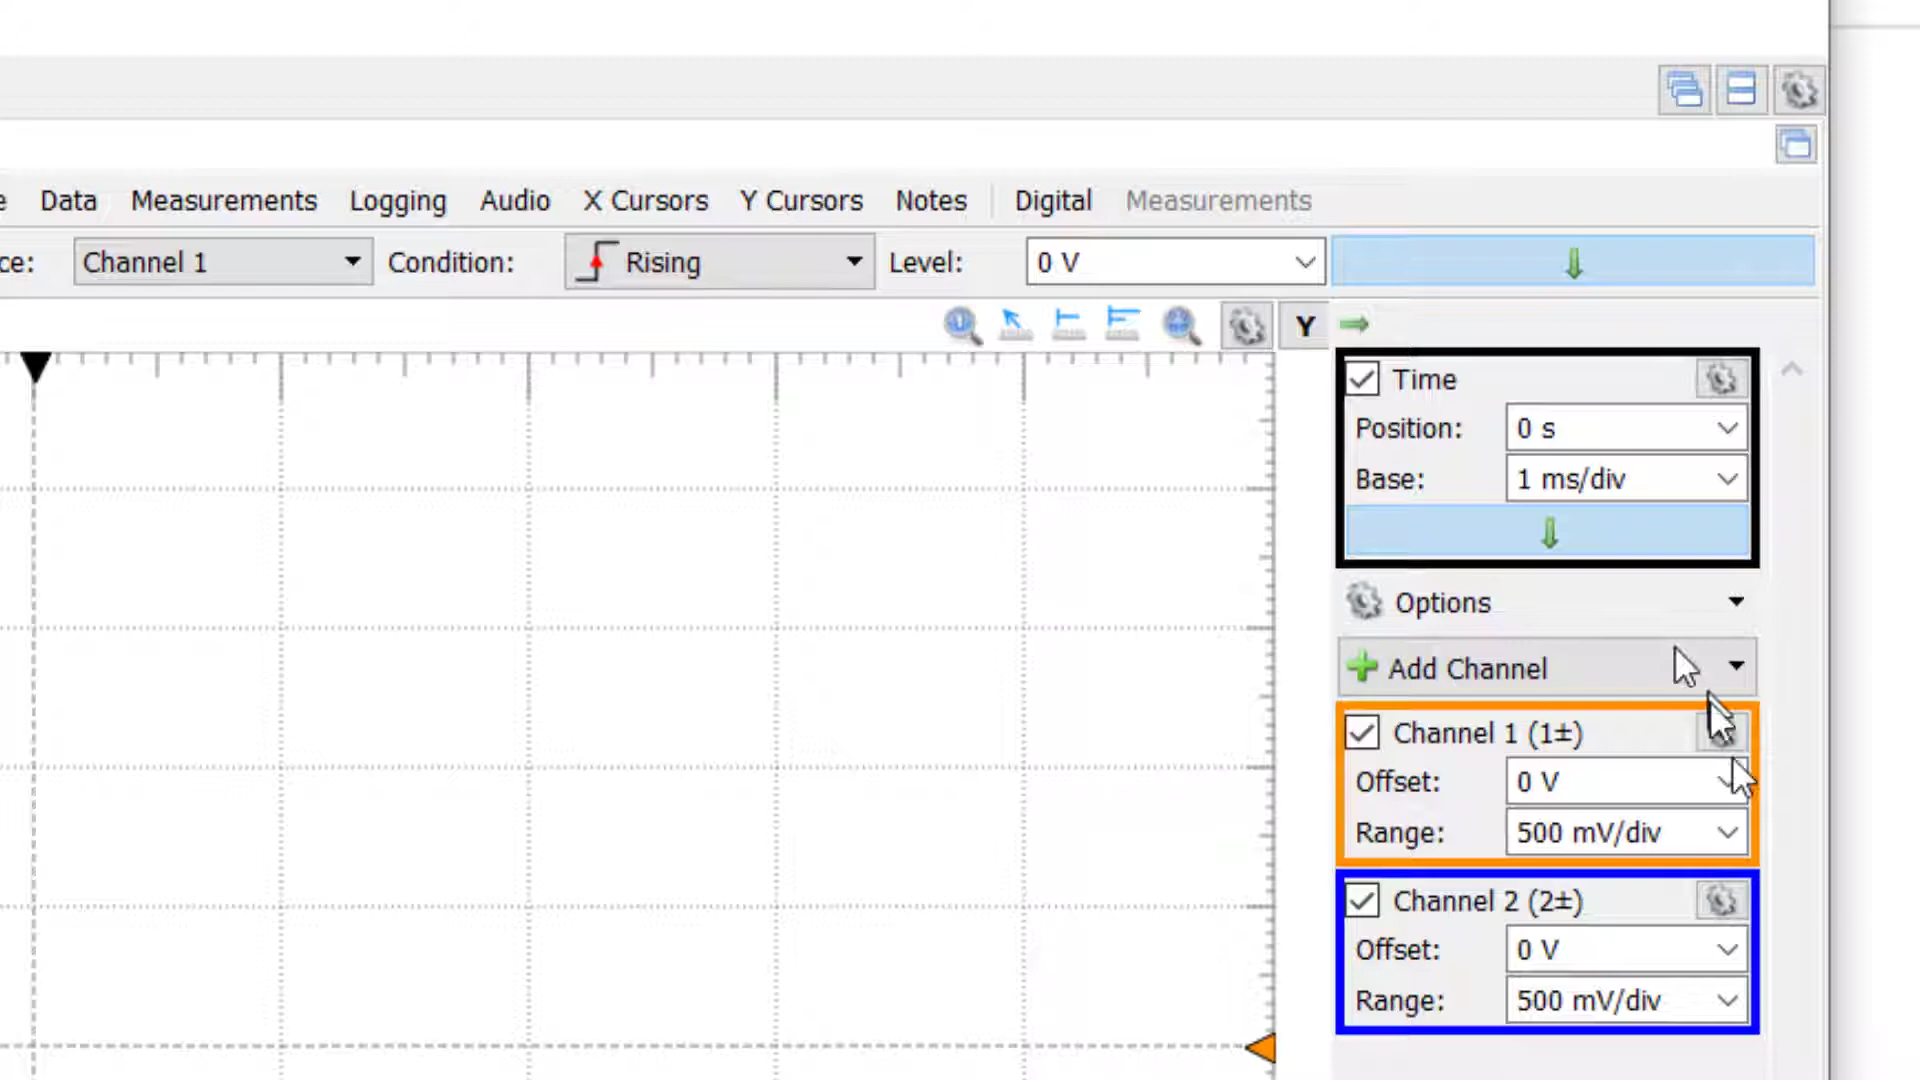 e Data Measurements Logging Audio X Cursors Y Cursors Notes Digital Measurements
ce: Channel 1 Condition: Rising Level: 0 V
Y
Time
Position: 0 s
Base: 1 ms/div
Options
Add Channel
Channel 1 (1±)
Offset: 0 V
Range: 500 mV/div
Channel 2 (2±)
Offset: 0 V
Range: 500 mV/div